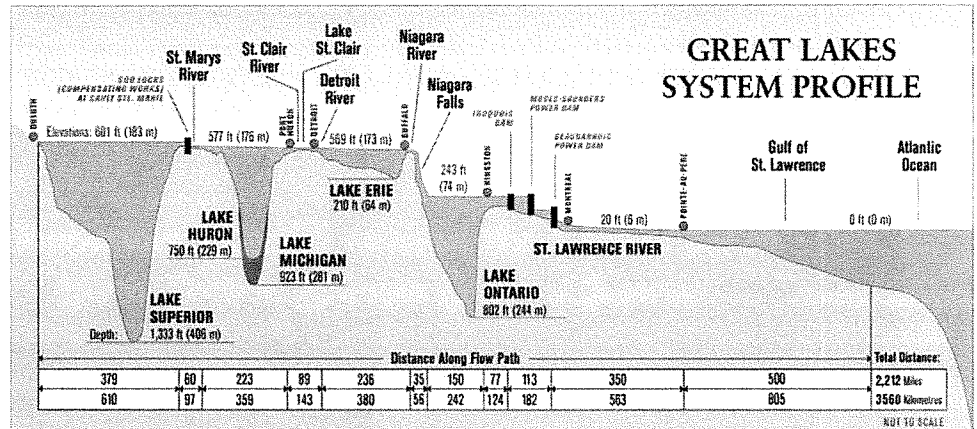 GREAT LAKES
SYSTEM PROFILE
St. Marys
River
St. Clair
River
Lake
St. Clair
Detroit
River
Niagara
River
Niagara
Falls
SOO LOCKS
(COMPENSATING WORKS)
AT SAULT STE. MARIE
IROQUOIS
DAM
MOSES-SAUNDERS
POWER DAM
BEAUHARNOIS
POWER DAM
Gulf of
St. Lawrence
Atlantic
Ocean
DULUTH
PORT
HURON
DETROIT
BUFFALO
KINGSTON
MONTREAL
POINTE-AU-PERE
Elevations: 601 ft (183 m)
577 ft (176 m)
569 ft (173 m)
243 ft
(74 m)
20 ft (6 m)
0 ft (0 m)
LAKE ERIE
210 ft (64 m)
LAKE
HURON
750 ft (229 m)
LAKE
MICHIGAN
923 ft (281 m)
ST. LAWRENCE RIVER
LAKE
ONTARIO
802 ft (244 m)
LAKE
SUPERIOR
Depth: 1,333 ft (406 m)
Distance Along Flow Path
Total Distance:
379 60 223 89 236 35 150 77 113 350 500 2,212 Miles
610 97 359 143 380 56 242 124 182 563 805 3560 Kilometres
NOT TO SCALE